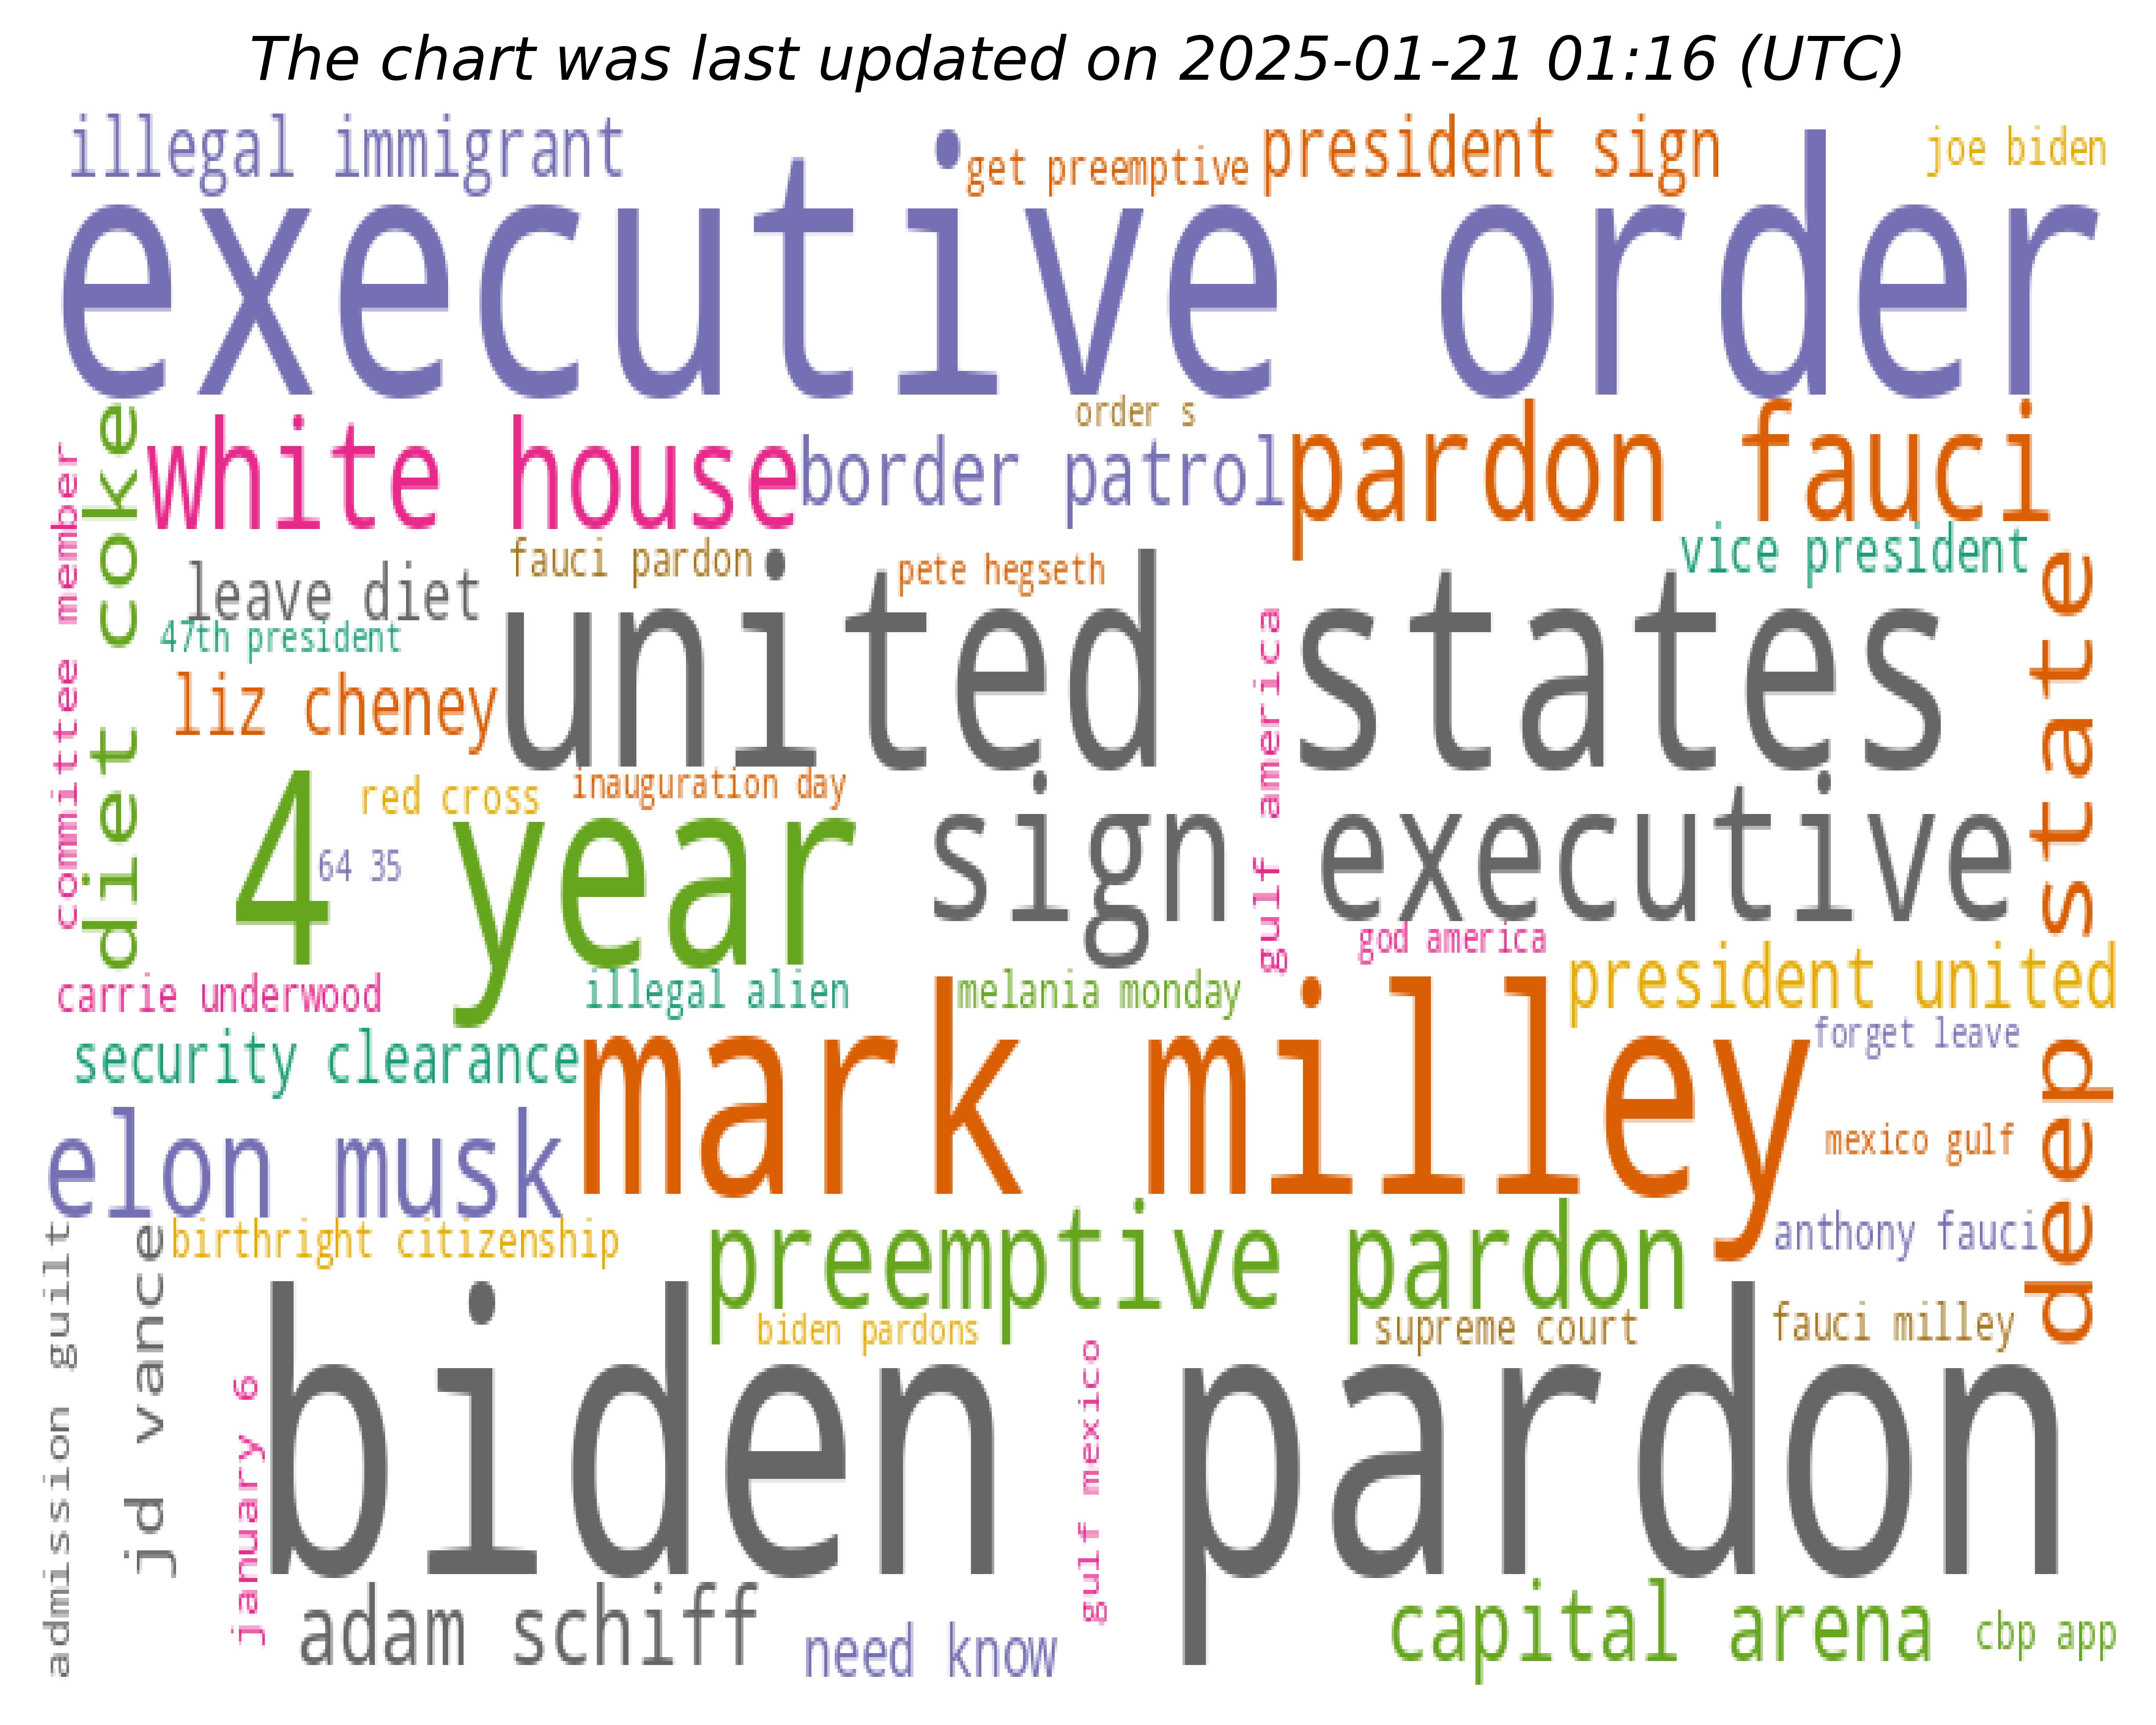 The chart was last updated on 2025-01-21 01:16 (UTC)
illegal immigrant
get preemptive
president sign
joe biden
executive order
order s
diet coke
committee member
white house
border patrol
pardon fauci
vice president
leave diet
fauci pardon
pete hegseth
47th president
united states
gulf america
deep state
liz cheney
red cross
inauguration day
4 year
64 35
sign executive
god america
carrie underwood
illegal alien
melania monday
president united
security clearance
mark milley
forget leave
elon musk
mexico gulf
birthright citizenship
preemptive pardon
anthony fauci
admission guilt
jd vance
january 6
biden pardon
biden pardons
gulf mexico
supreme court
fauci milley
adam schiff
need know
capital arena
cbp app